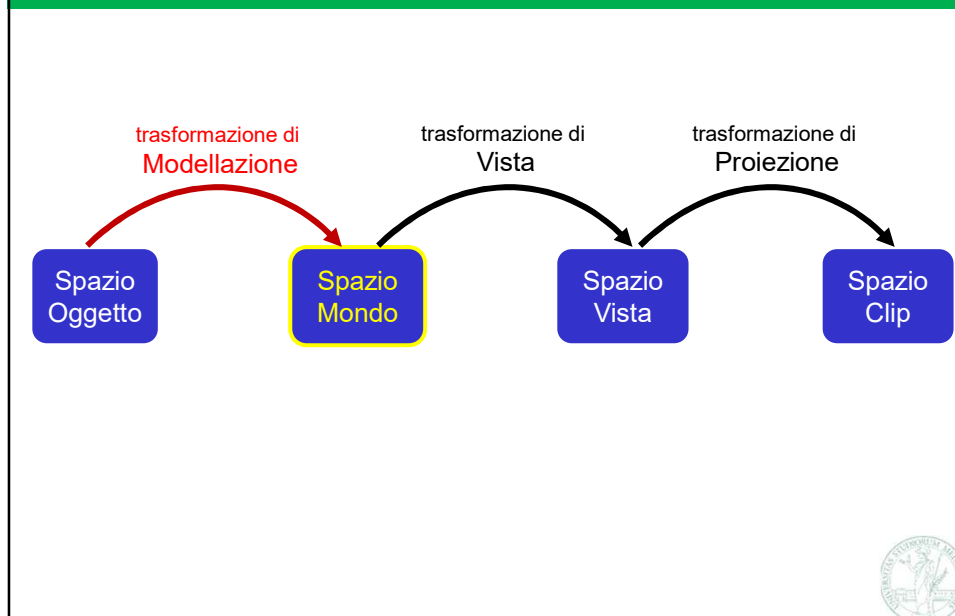 trasformazione di
Modellazione
trasformazione di
Vista
trasformazione di
Proiezione
Spazio
Oggetto
Spazio
Mondo
Spazio
Vista
Spazio
Clip